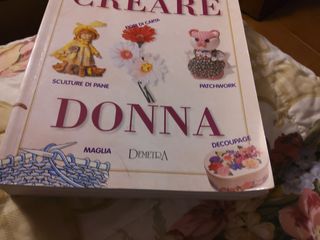 CREARE
FIORI DI CARTA
SCULTURE DI PANE
PATCHWORK
DONNA
MAGLIA
DEMETRA
DECOUPAGE